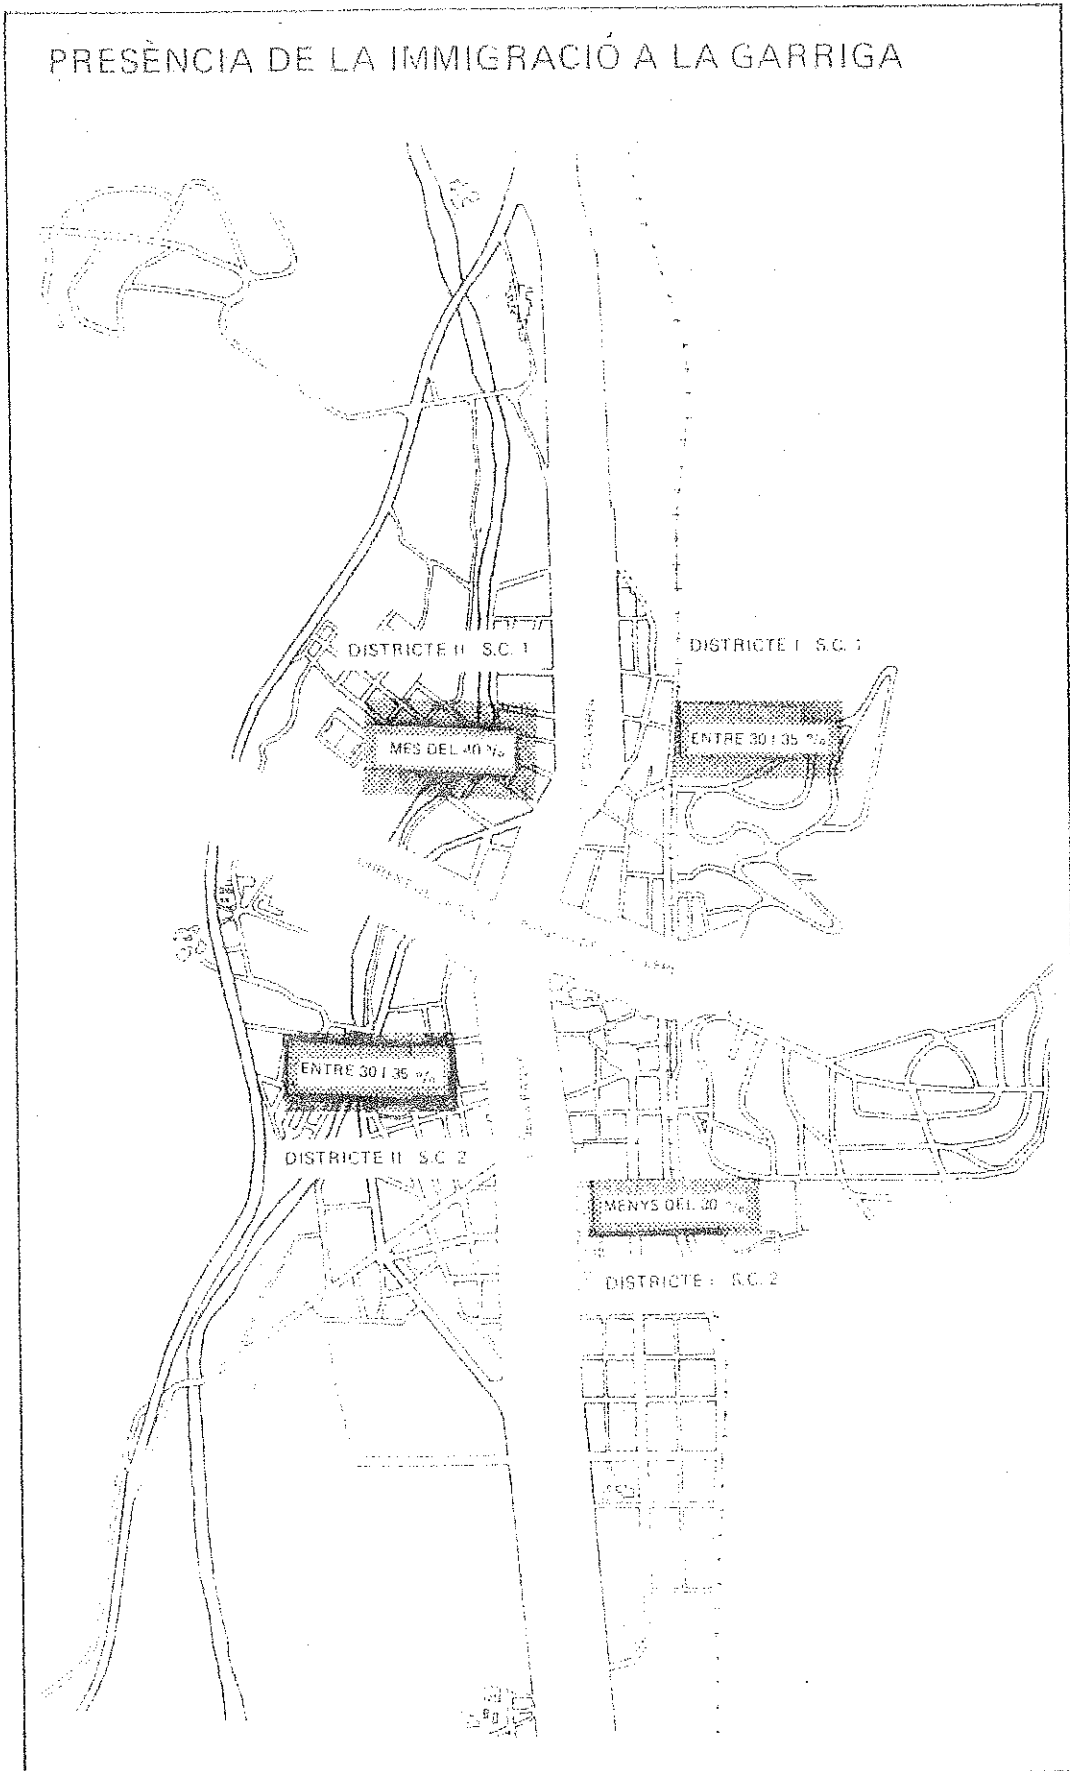 PRESÈNCIA DE LA IMMIGRACIÓ A LA GARRIGA
DISTRICTE II S.C. 1
DISTRICTE I S.C. 1
MES DEL 40 %
ENTRE 30 I 35 %
ENTRE 30 I 35 %
DISTRICTE II S.C. 2
MENYS DEL 30 %
DISTRICTE I S.C. 2